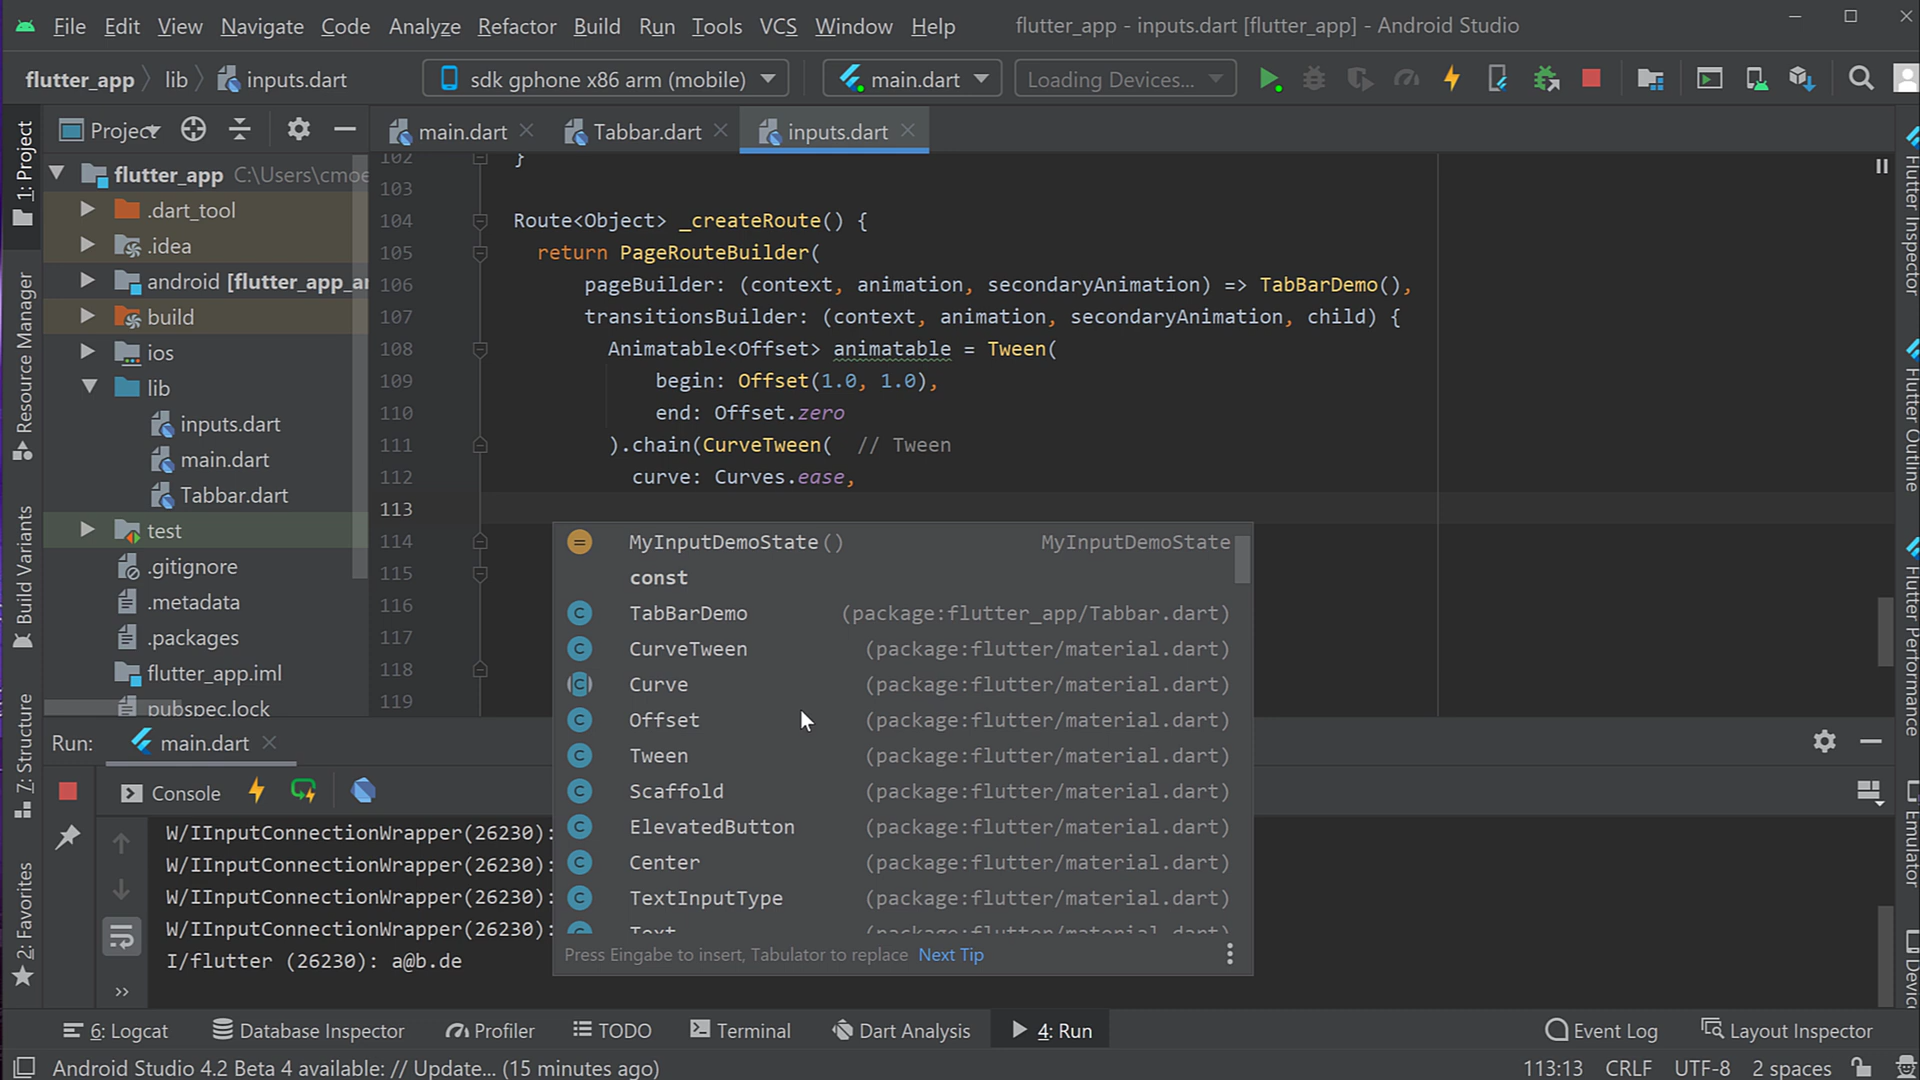 File Edit View Navigate Code Analyze Refactor Build Run Tools VCS Window Help flutter_app - inputs.dart [flutter_app] - Android Studio
flutter_app lib inputs.dart sdk gphone x86 arm (mobile) main.dart Loading Devices...
Project main.dart Tabbar.dart inputs.dart
1: Project
Resource Manager
Build Variants
7: Structure
2: Favorites
flutter_app C:\Users\cmoe
.dart_tool
.idea
android [flutter_app_a
build
ios
lib
inputs.dart
main.dart
Tabbar.dart
test
.gitignore
.metadata
.packages
flutter_app.iml
pubspec.lock
102 }
103
104 Route<Object> _createRoute() {
105 return PageRouteBuilder(
106 pageBuilder: (context, animation, secondaryAnimation) => TabBarDemo(),
107 transitionsBuilder: (context, animation, secondaryAnimation, child) {
108 Animatable<Offset> animatable = Tween(
109 begin: Offset(1.0, 1.0),
110 end: Offset.zero
111 ).chain(CurveTween( // Tween
112 curve: Curves.ease,
113
114
115
116
117
118
119
MyInputDemoState() MyInputDemoState
const
TabBarDemo (package:flutter_app/Tabbar.dart)
CurveTween (package:flutter/material.dart)
Curve (package:flutter/material.dart)
Offset (package:flutter/material.dart)
Tween (package:flutter/material.dart)
Scaffold (package:flutter/material.dart)
ElevatedButton (package:flutter/material.dart)
Center (package:flutter/material.dart)
TextInputType (package:flutter/material.dart)
Text (package:flutter/material.dart)
Press Eingabe to insert, Tabulator to replace Next Tip
Flutter Inspector
Flutter Outline
Flutter Performance
Emulator
Run: main.dart
Console
W/IInputConnectionWrapper(26230):
W/IInputConnectionWrapper(26230):
W/IInputConnectionWrapper(26230):
W/IInputConnectionWrapper(26230):
I/flutter (26230): a@b.de
6: Logcat Database Inspector Profiler TODO Terminal Dart Analysis 4: Run Event Log Layout Inspector
Android Studio 4.2 Beta 4 available: // Update... (15 minutes ago) 113:13 CRLF UTF-8 2 spaces